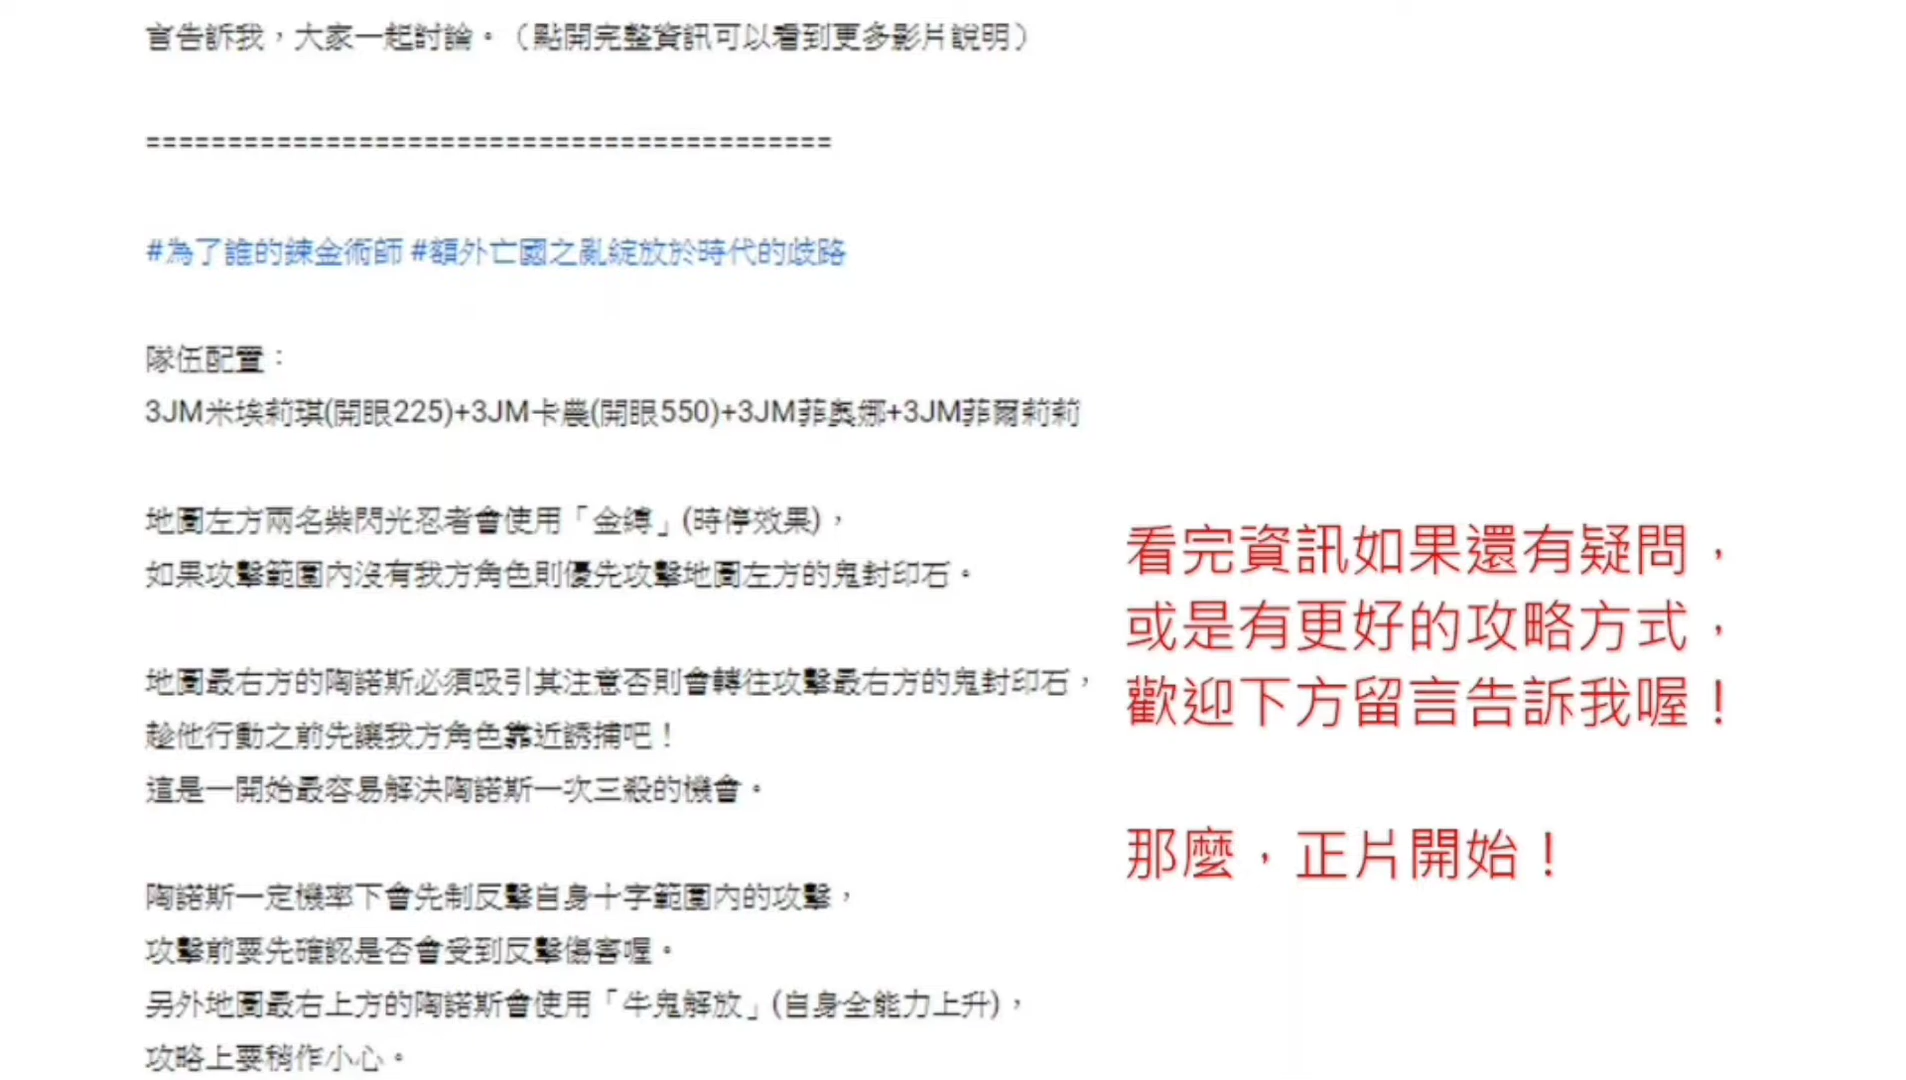 言告訴我，大家一起討論。（點開完整資訊可以看到更多影片說明）
==========================================
#為了誰的鍊金術師 #額外亡國之亂綻放於時代的歧路
隊伍配置：
3JM米埃莉琪(開眼225)+3JM卡農(開眼550)+3JM菲奧娜+3JM菲爾莉莉
地圖左方兩名柴閃光忍者會使用「金縛」(時停效果)，
如果攻擊範圍內沒有我方角色則優先攻擊地圖左方的鬼封印石。
地圖最右方的陶諾斯必須吸引其注意否則會轉往攻擊最右方的鬼封印石，
趁他行動之前先讓我方角色靠近誘捕吧！
這是一開始最容易解決陶諾斯一次三殺的機會。
陶諾斯一定機率下會先制反擊自身十字範圍內的攻擊，
攻擊前要先確認是否會受到反擊傷害喔。
另外地圖最右上方的陶諾斯會使用「牛鬼解放」(自身全能力上升)，
攻略上要稍作小心。
看完資訊如果還有疑問，
或是有更好的攻略方式，
歡迎下方留言告訴我喔！
那麼，正片開始！